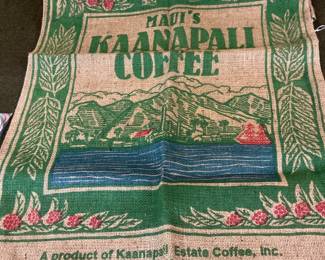 MAUI'S
KAANAPALI
COFFEE
A product of Kaanapali Estate Coffee, Inc.